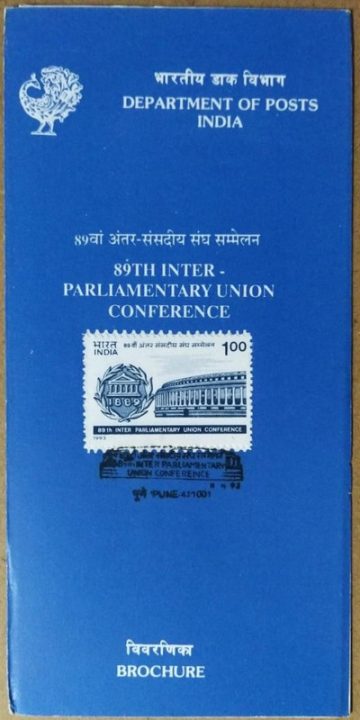 भारतीय डाक विभाग
DEPARTMENT OF POSTS
INDIA
89वां अंतर-संसदीय संघ सम्मेलन
89TH INTER -
PARLIAMENTARY UNION
CONFERENCE
भारत 89वां अंतर संसदीय संघ सम्मेलन 1.00
INDIA
1889
89th INTER PARLIAMENTARY UNION CONFERENCE
1993
INTER PARLIAMENTARY
UNION CONFERENCE
93
पुणे PUNE-411001
विवरणिका
BROCHURE